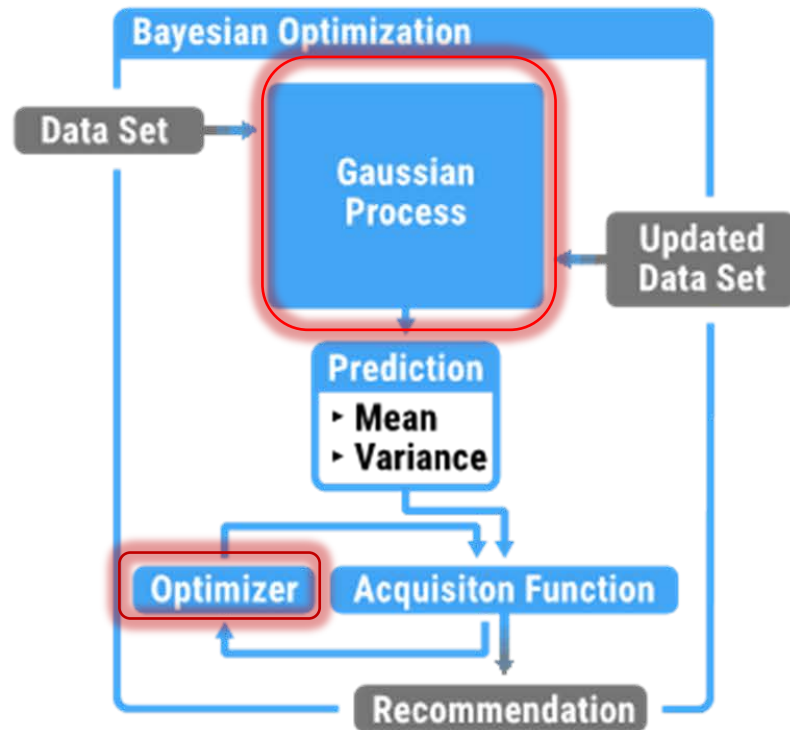 Bayesian Optimization
Data Set
Gaussian
Process
Updated
Data Set
Prediction
‣ Mean
‣ Variance
Optimizer
Acquisiton Function
Recommendation